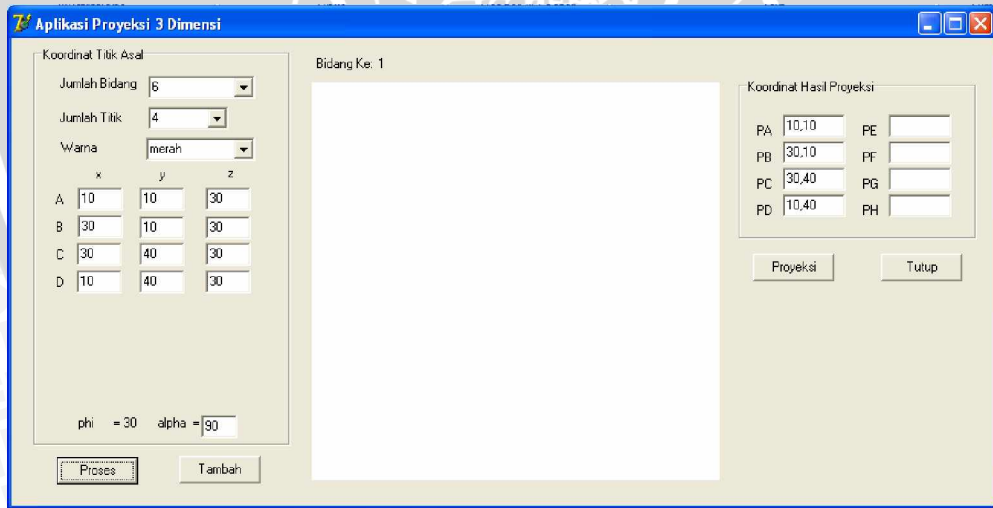 Aplikasi Proyeksi 3 Dimensi
Koordinat Titik Asal
Jumlah Bidang 6
Jumlah Titik 4
Warna merah
x y z
A 10 10 30
B 30 10 30
C 30 40 30
D 10 40 30
phi = 30 alpha = 90
Proses Tambah
Bidang Ke: 1
Koordinat Hasil Proyeksi
PA 10,10 PE
PB 30,10 PF
PC 30,40 PG
PD 10,40 PH
Proyeksi Tutup